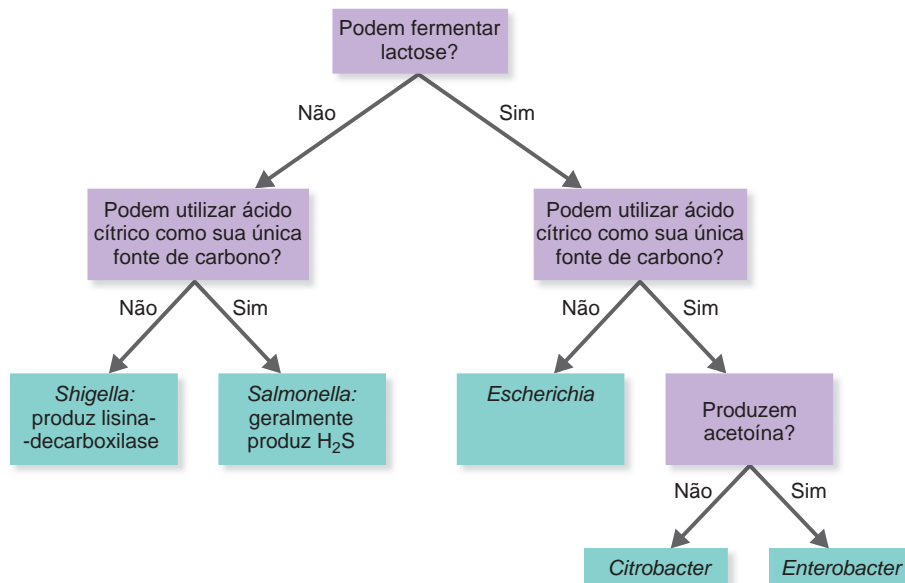 Podem fermentar
lactose?
Não
Sim
Podem utilizar ácido
cítrico como sua única
fonte de carbono?
Podem utilizar ácido
cítrico como sua única
fonte de carbono?
Não
Sim
Não
Sim
Shigella:
produz lisina-
-decarboxilase
Salmonella:
geralmente
produz H₂S
Escherichia
Produzem
acetoína?
Não
Sim
Citrobacter
Enterobacter